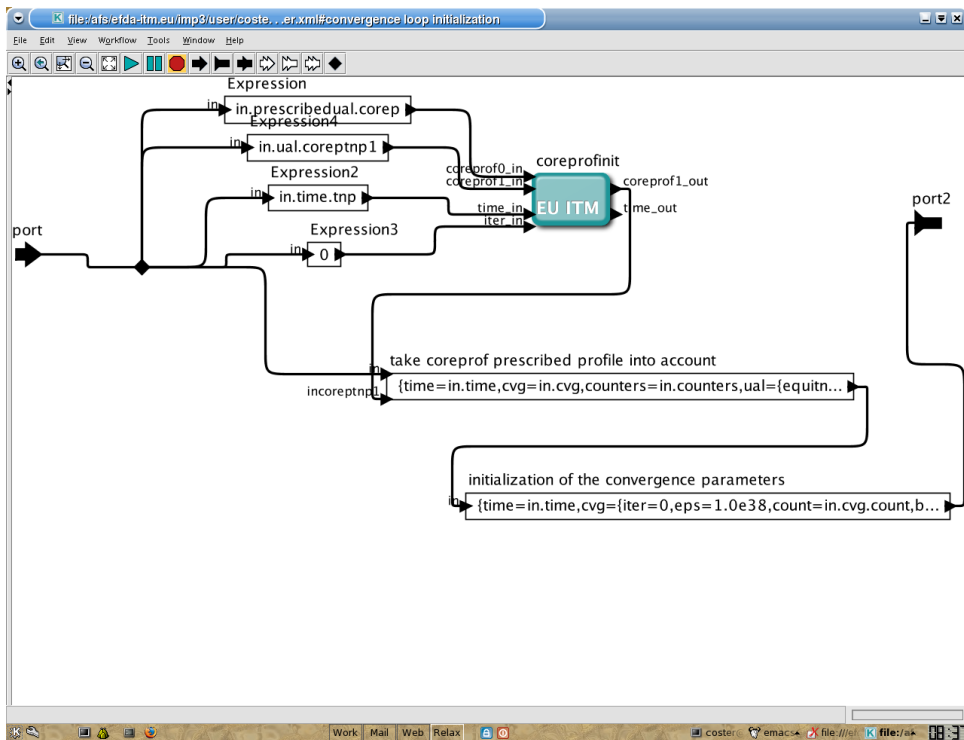 file:/afs/efda-itm.eu/imp3/user/coste. . .er.xml#convergence loop initialization
File Edit View Workflow Tools Window Help
Expression
in
in.prescribedual.corep
Expression4
in
in.ual.coreptnp1
Expression2
in
in.time.tnp
Expression3
in
0
coreprofinit
coreprof0_in
coreprof1_in
time_in
iter_in
EU ITM
coreprof1_out
time_out
port
port2
take coreprof prescribed profile into account
in
incoreptnp1
{time=in.time,cvg=in.cvg,counters=in.counters,ual={equitn...
initialization of the convergence parameters
in
{time=in.time,cvg={iter=0,eps=1.0e38,count=in.cvg.count,b...
Work Mail Web Relax
coster
emacs
file:///ef
file:/a